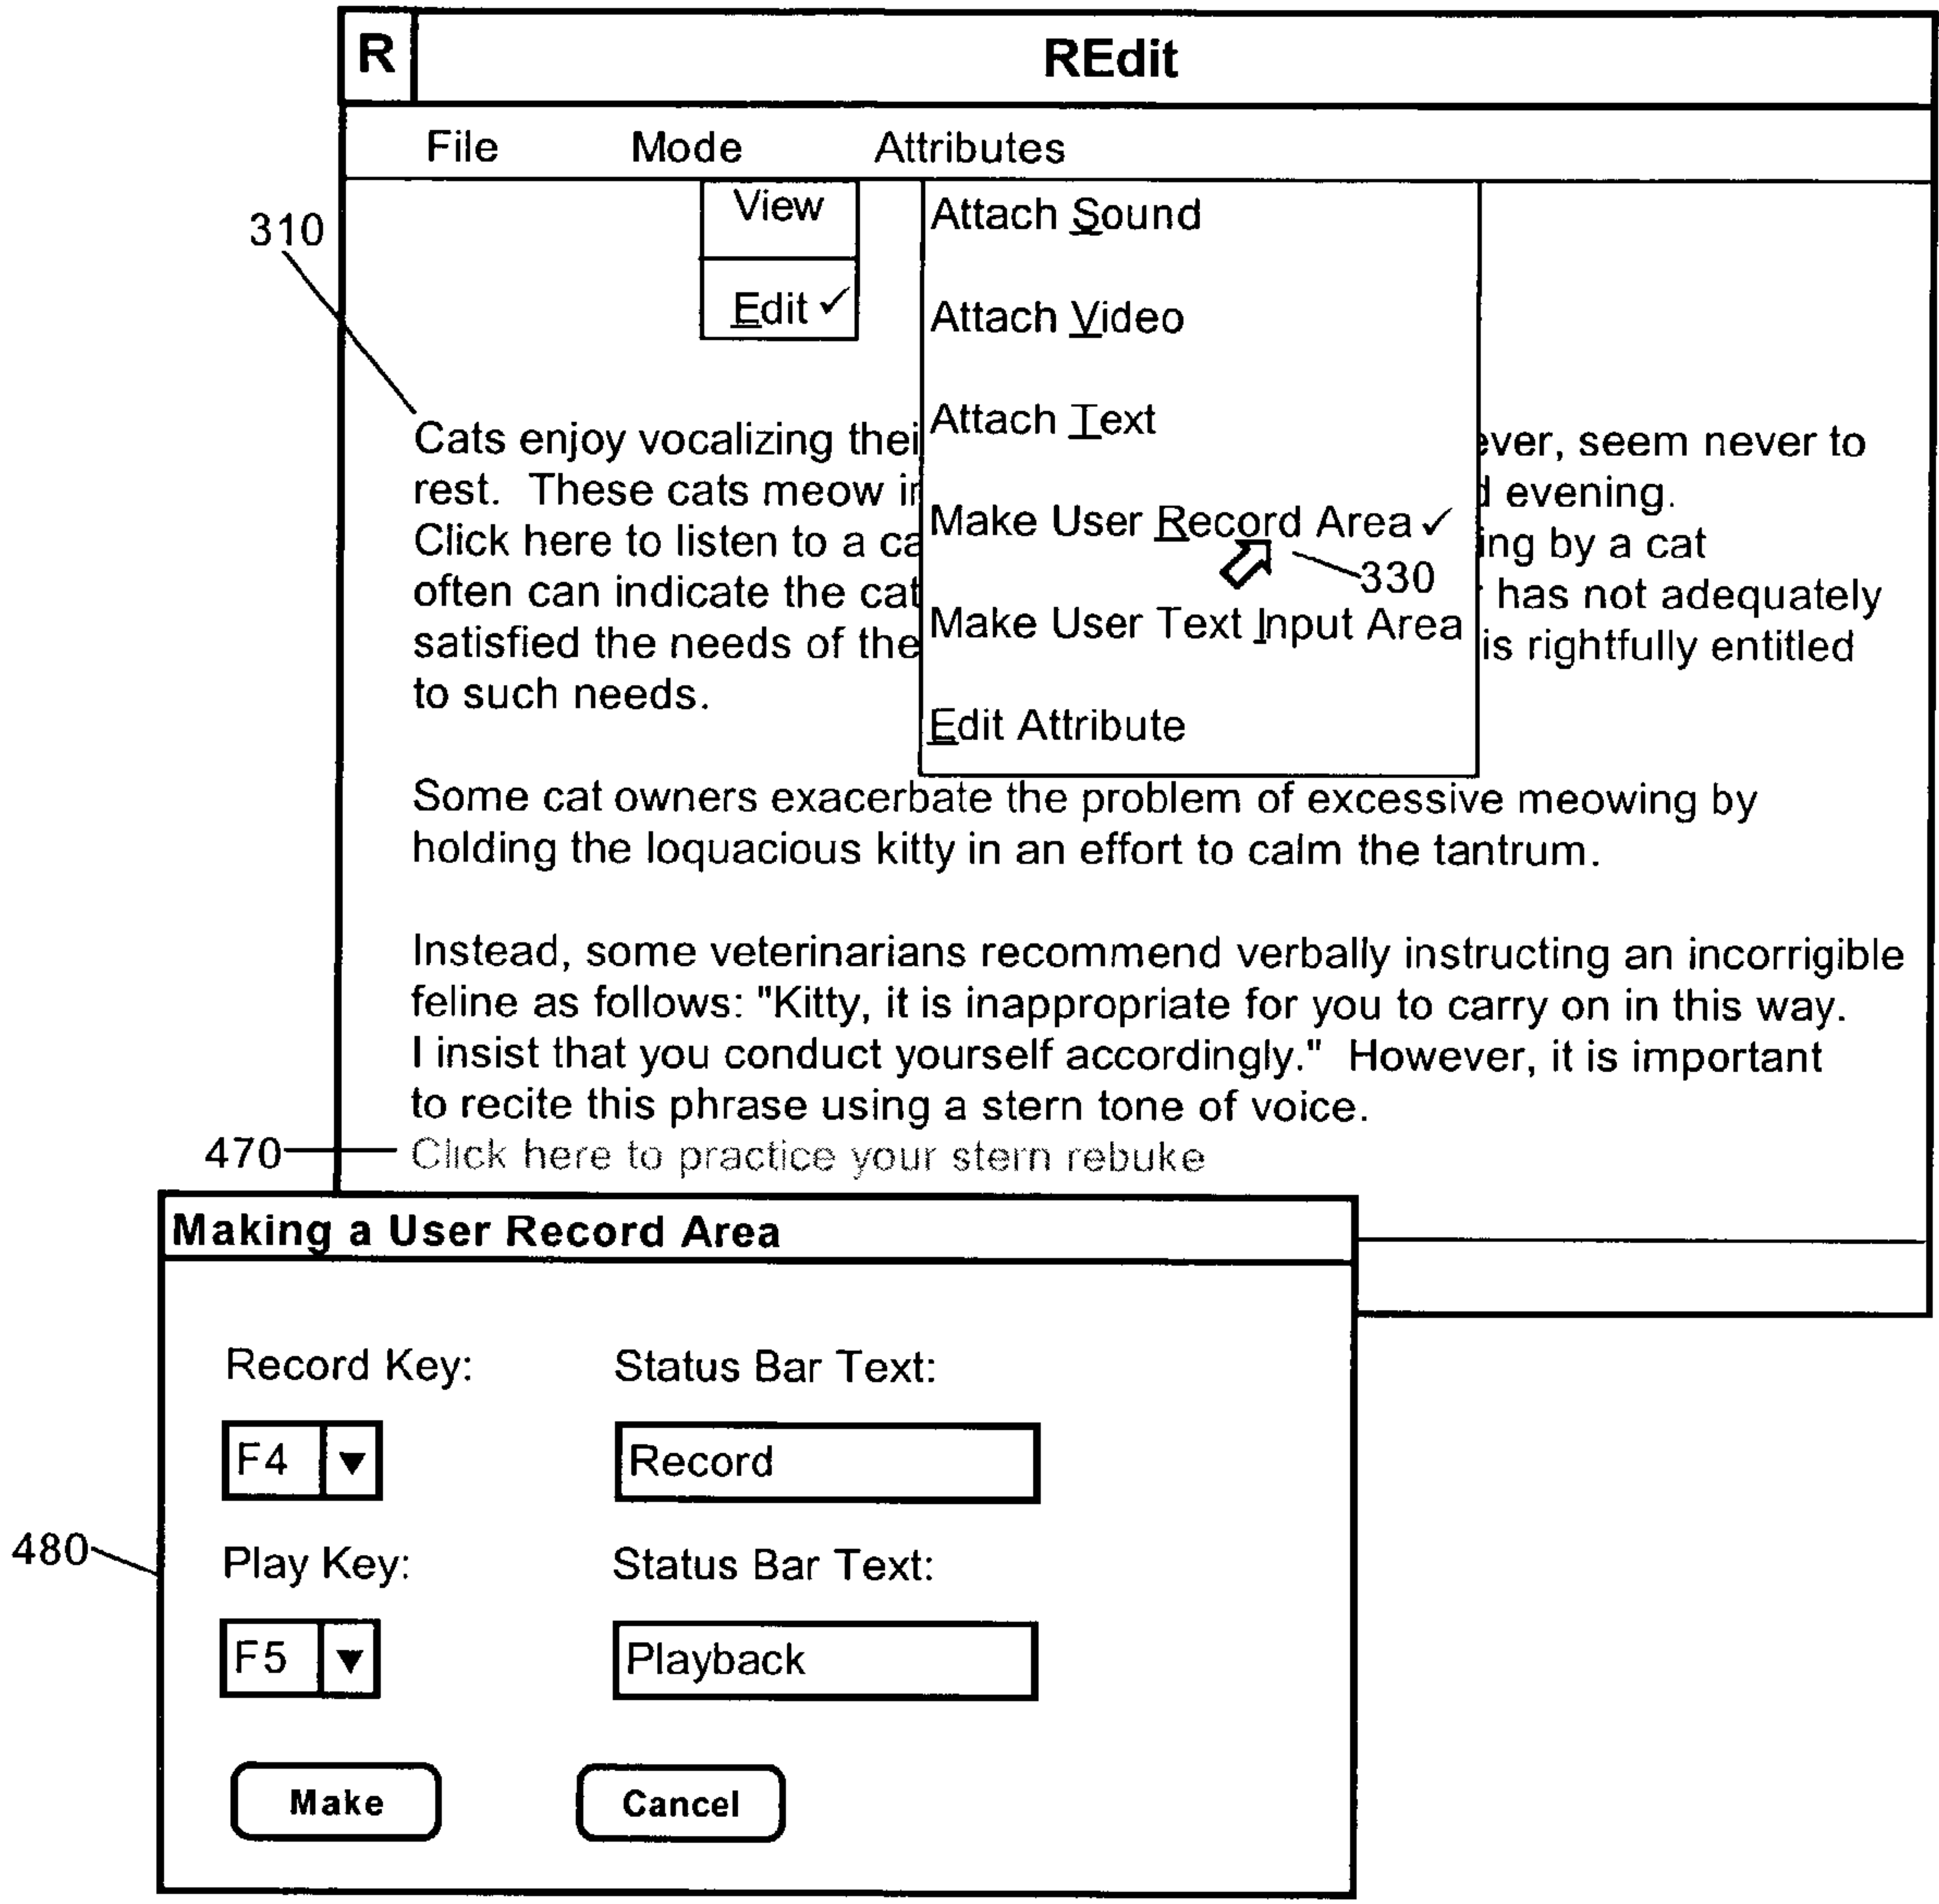 R REdit
File Mode Attributes
View
Edit ✓
Attach Sound
Attach Video
Attach Text
Make User Record Area ✓
330
Make User Text Input Area
Edit Attribute
310
Cats enjoy vocalizing thei ever, seem never to
rest. These cats meow in d evening.
Click here to listen to a ca ing by a cat
often can indicate the cat has not adequately
satisfied the needs of the is rightfully entitled
to such needs.
Some cat owners exacerbate the problem of excessive meowing by
holding the loquacious kitty in an effort to calm the tantrum.
Instead, some veterinarians recommend verbally instructing an incorrigible
feline as follows: "Kitty, it is inappropriate for you to carry on in this way.
I insist that you conduct yourself accordingly." However, it is important
to recite this phrase using a stern tone of voice.
470 Click here to practice your stern rebuke
Making a User Record Area
Record Key: Status Bar Text:
F4 ▼ Record
480
Play Key: Status Bar Text:
F5 ▼ Playback
Make Cancel